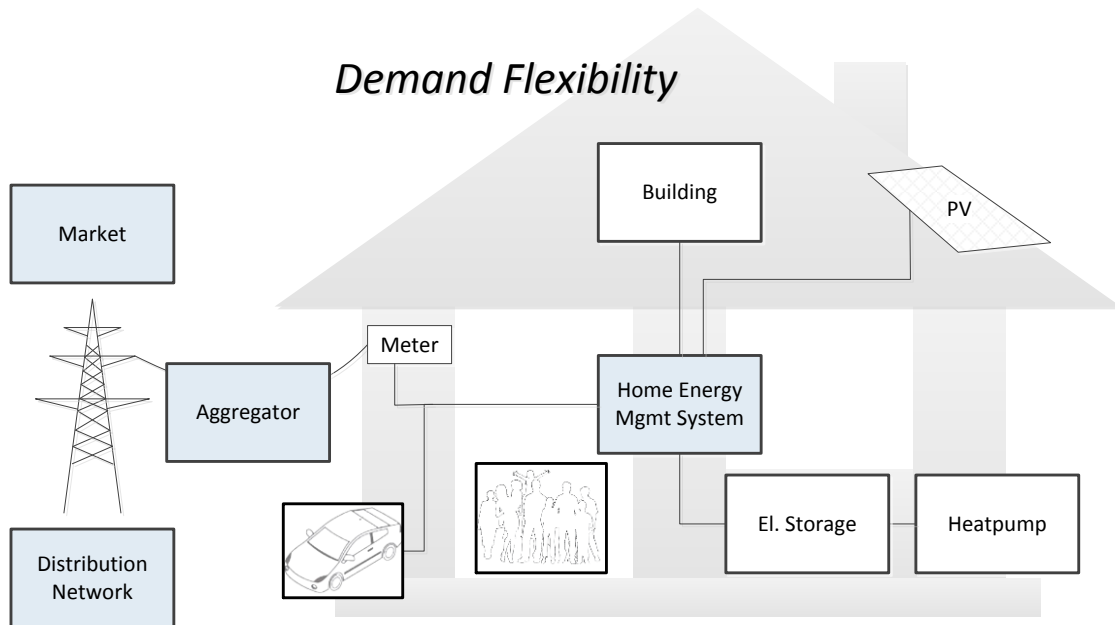 Demand Flexibility
Building
PV
Market
Meter
Home Energy
Mgmt System
Aggregator
El. Storage
Heatpump
Distribution
Network